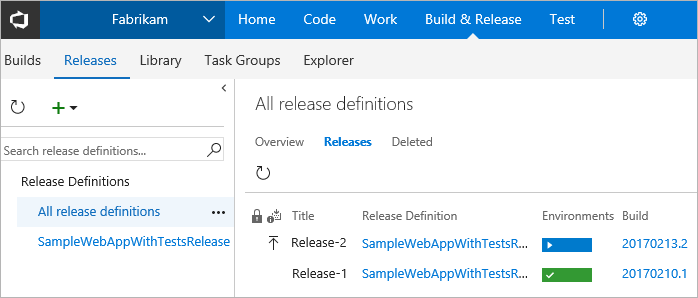 Fabrikam Home Code Work Build & Release Test
Builds Releases Library Task Groups Explorer
All release definitions
Search release definitions...
Overview Releases Deleted
Release Definitions
All release definitions ...
SampleWebAppWithTestsRelease
Title Release Definition Environments Build
Release-2 SampleWebAppWithTestsR... 20170213.2
Release-1 SampleWebAppWithTestsR... 20170210.1